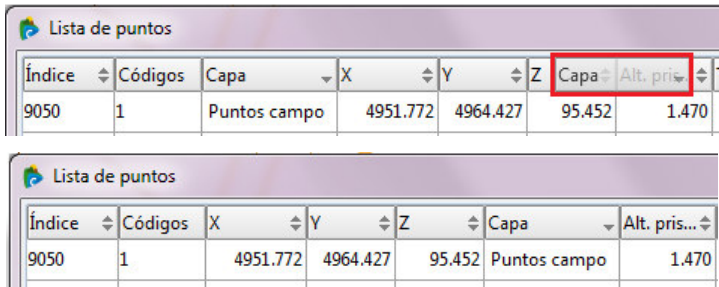 Lista de puntos
Índice Códigos Capa X Y Z Capa Alt. pris...
9050 1 Puntos campo 4951.772 4964.427 95.452 1.470
Lista de puntos
Índice Códigos X Y Z Capa Alt. pris...
9050 1 4951.772 4964.427 95.452 Puntos campo 1.470